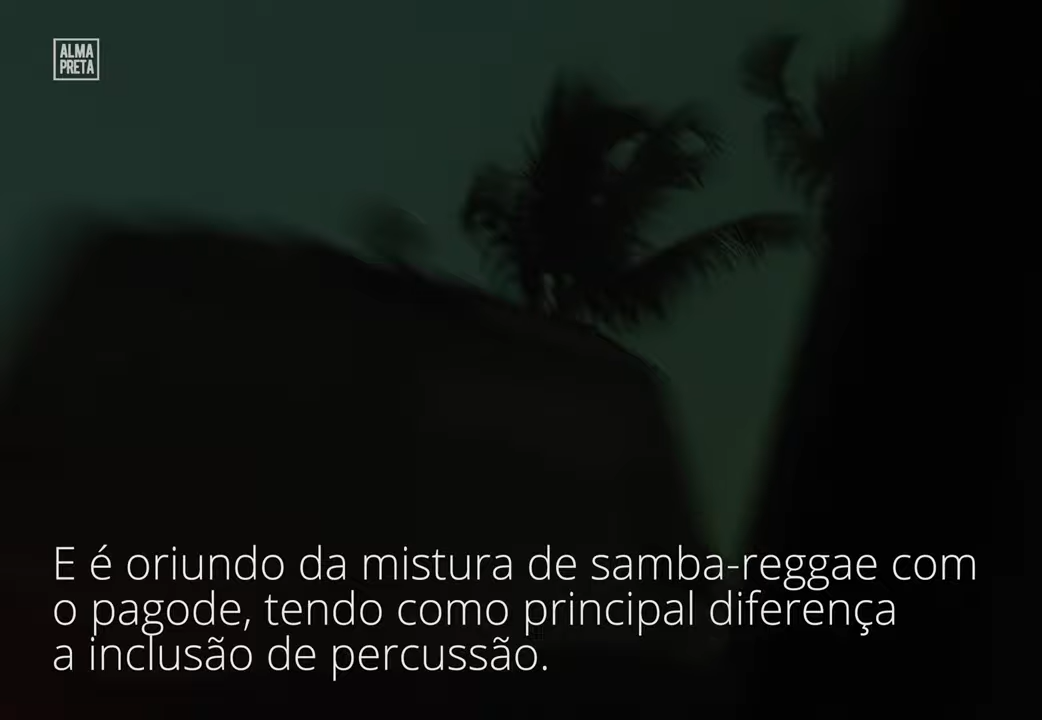 ALMA
PRETA
E é oriundo da mistura de samba-reggae com
o pagode, tendo como principal diferença
a inclusão de percussão.